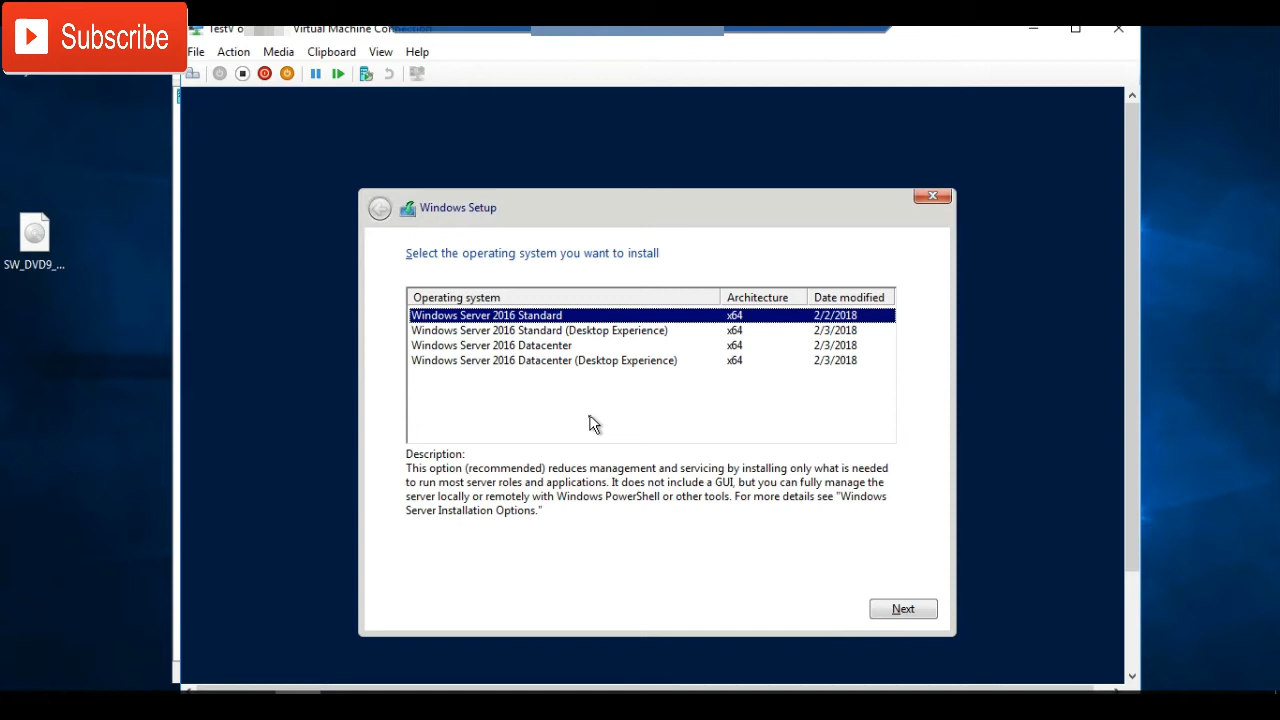 Subscribe
Virtual Machine Connection
File Action Media Clipboard View Help
SW_DVD9_...
Windows Setup
Select the operating system you want to install
Operating system Architecture Date modified
Windows Server 2016 Standard x64 2/2/2018
Windows Server 2016 Standard (Desktop Experience) x64 2/3/2018
Windows Server 2016 Datacenter x64 2/3/2018
Windows Server 2016 Datacenter (Desktop Experience) x64 2/3/2018
Description:
This option (recommended) reduces management and servicing by installing only what is needed
to run most server roles and applications. It does not include a GUI, but you can fully manage the
server locally or remotely with Windows PowerShell or other tools. For more details see "Windows
Server Installation Options."
Next